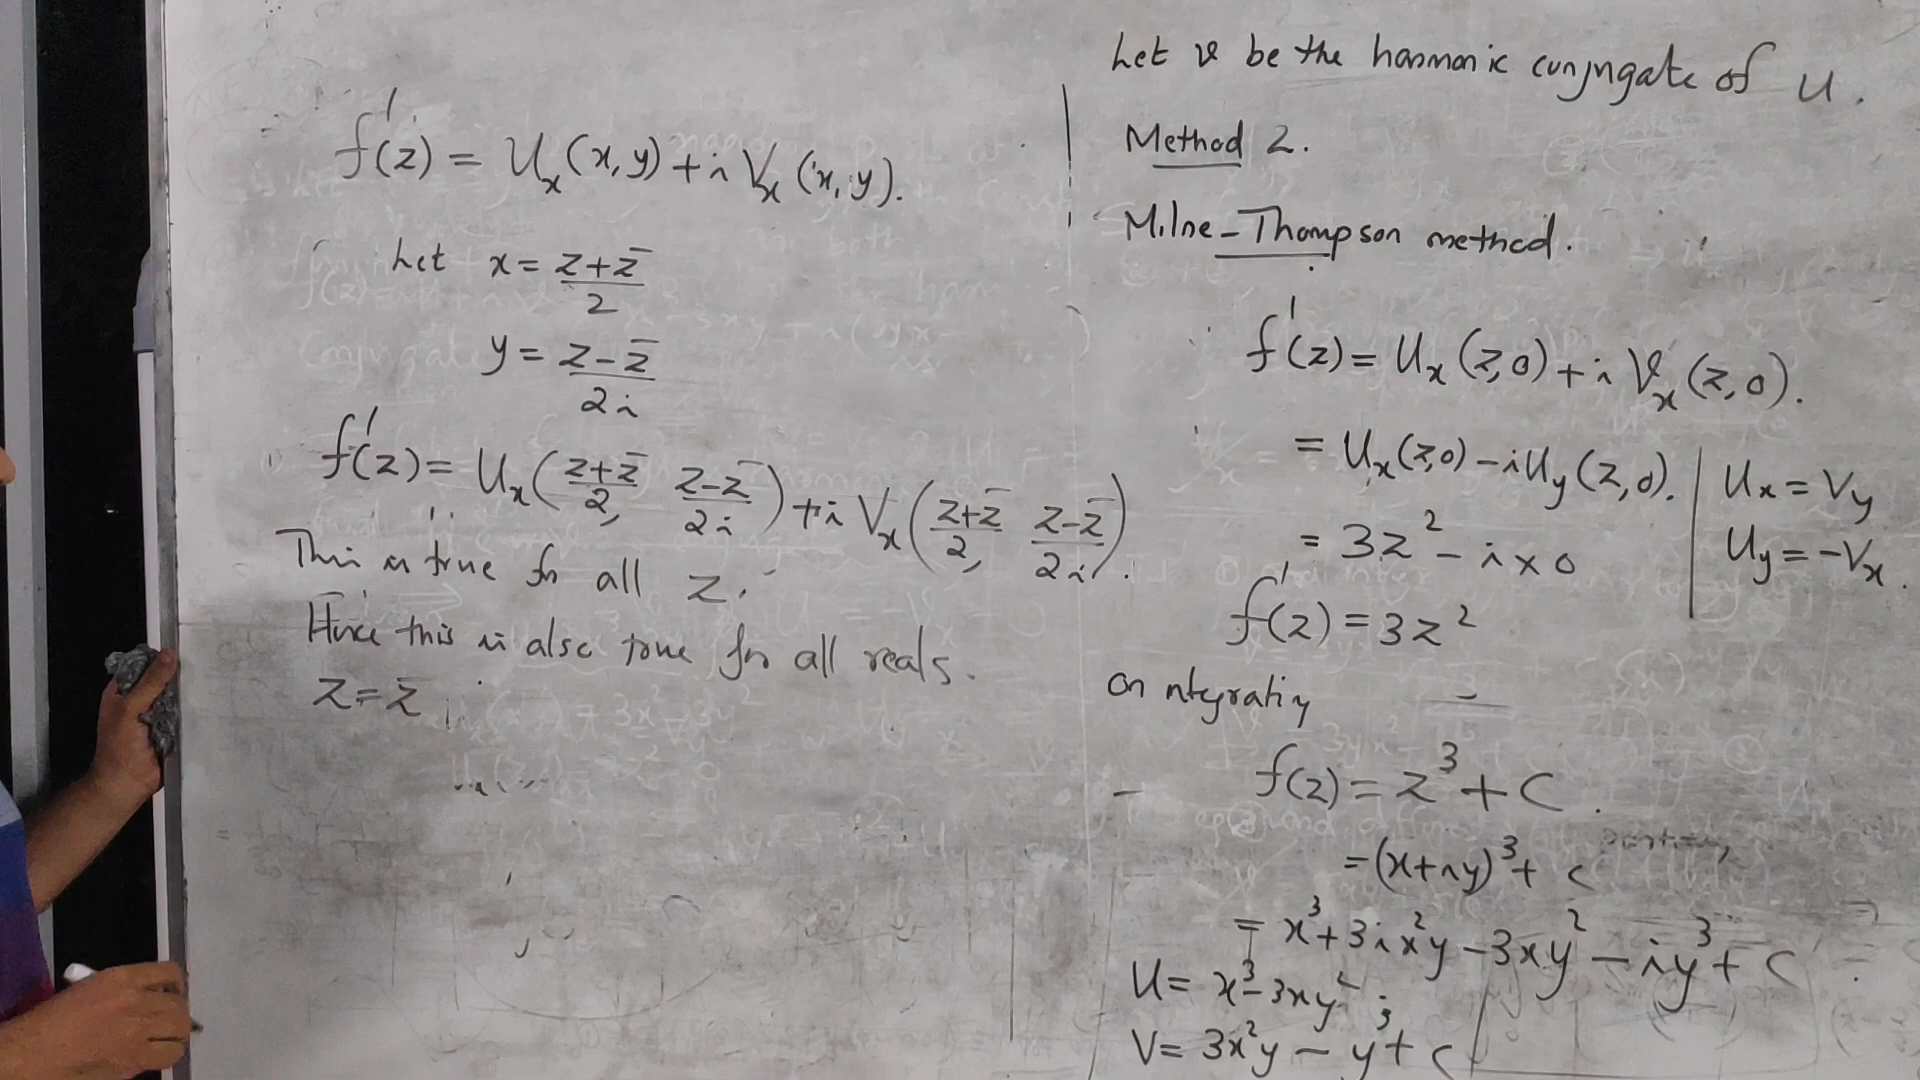 f'(z) = Ux(x,y) + i Vx(x,y).
Let x = (z+z̄)/2
y = (z-z̄)/2i
f'(z) = Ux((z+z̄)/2, (z-z̄)/2i) + i Vx((z+z̄)/2, (z-z̄)/2i).
This is true for all z.
Hence this is also true for all reals.
z = z̄
Let v be the harmonic conjugate of U.
Method 2.
Milne-Thompson method.
f'(z) = Ux(z,0) + i Vx(z,0).
= Ux(z,0) - i Uy(z,0). | Ux = Vy
= 3z² - i × 0 | Uy = -Vx.
f'(z) = 3z²
on ntegratiy
f(z) = z³ + C.
= (x+iy)³ + c
= x³ + 3ix²y - 3xy² - iy³ + C
U = x³ - 3xy² ;
V = 3x²y - y³ + c